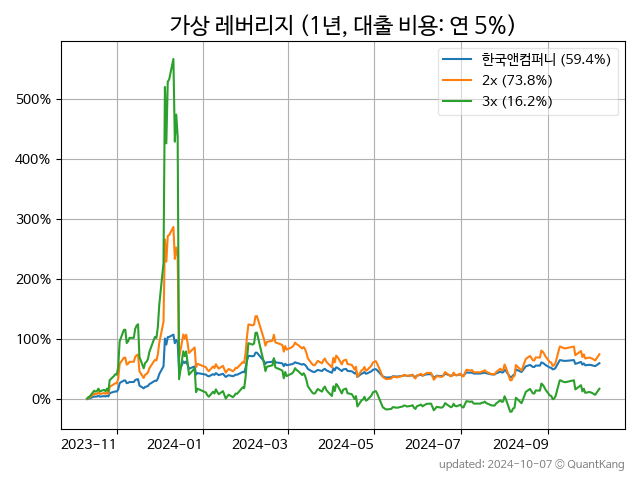 가상 레버리지 (1년, 대출 비용: 연 5%)
한국앤컴퍼니 (59.4%)
2x (73.8%)
3x (16.2%)
500%
400%
300%
200%
100%
0%
2023-11 2024-01 2024-03 2024-05 2024-07 2024-09
updated: 2024-10-07 © QuantKang